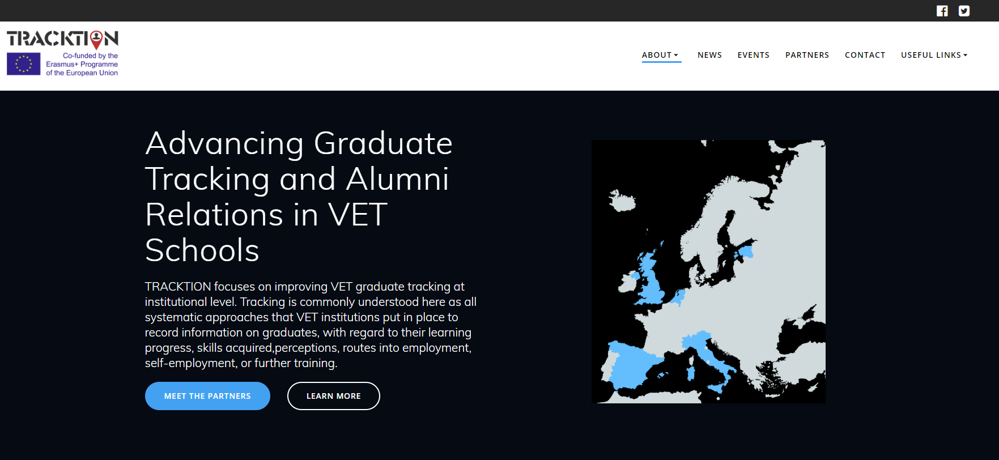 TRACKTION
Co-funded by the
Erasmus+ Programme
of the European Union
ABOUT
NEWS
EVENTS
PARTNERS
CONTACT
USEFUL LINKS
Advancing Graduate
Tracking and Alumni
Relations in VET
Schools
TRACKTION focuses on improving VET graduate tracking at
institutional level. Tracking is commonly understood here as all
systematic approaches that VET institutions put in place to
record information on graduates, with regard to their learning
progress, skills acquired,perceptions, routes into employment,
self-employment, or further training.
MEET THE PARTNERS
LEARN MORE